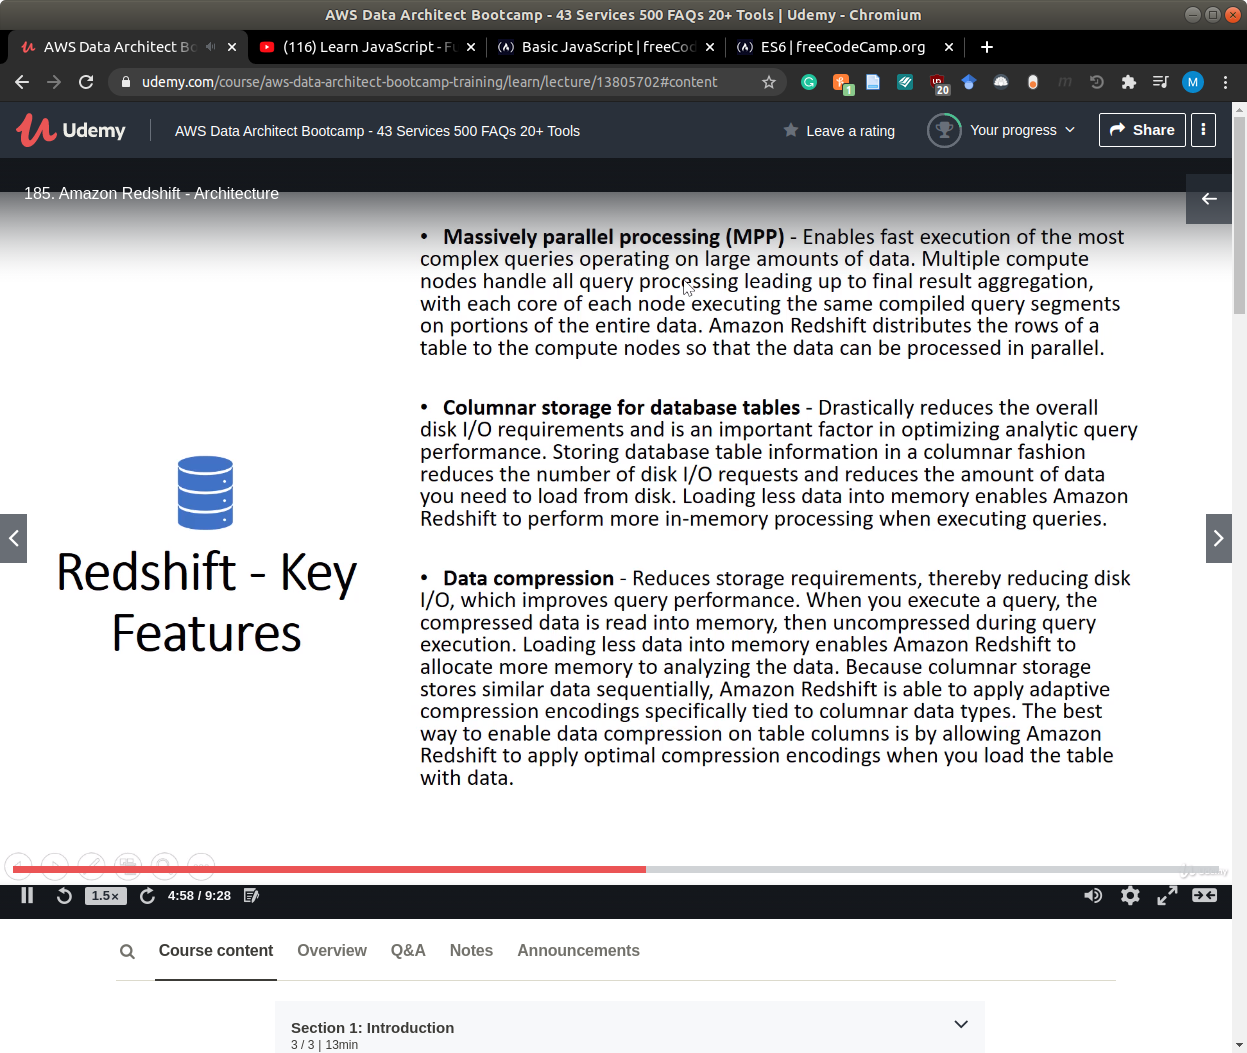 AWS Data Architect Bootcamp - 43 Services 500 FAQs 20+ Tools | Udemy - Chromium
AWS Data Architect Bo
(116) Learn JavaScript - Fu
Basic JavaScript | freeCod
ES6 | freeCodeCamp.org
udemy.com/course/aws-data-architect-bootcamp-training/learn/lecture/13805702#content
1
20
m
M
Udemy
AWS Data Architect Bootcamp - 43 Services 500 FAQs 20+ Tools
Leave a rating
Your progress
Share
185. Amazon Redshift - Architecture
• Massively parallel processing (MPP) - Enables fast execution of the most
complex queries operating on large amounts of data. Multiple compute
nodes handle all query processing leading up to final result aggregation,
with each core of each node executing the same compiled query segments
on portions of the entire data. Amazon Redshift distributes the rows of a
table to the compute nodes so that the data can be processed in parallel.
• Columnar storage for database tables - Drastically reduces the overall
disk I/O requirements and is an important factor in optimizing analytic query
performance. Storing database table information in a columnar fashion
reduces the number of disk I/O requests and reduces the amount of data
you need to load from disk. Loading less data into memory enables Amazon
Redshift to perform more in-memory processing when executing queries.
Redshift - Key
Features
• Data compression - Reduces storage requirements, thereby reducing disk
I/O, which improves query performance. When you execute a query, the
compressed data is read into memory, then uncompressed during query
execution. Loading less data into memory enables Amazon Redshift to
allocate more memory to analyzing the data. Because columnar storage
stores similar data sequentially, Amazon Redshift is able to apply adaptive
compression encodings specifically tied to columnar data types. The best
way to enable data compression on table columns is by allowing Amazon
Redshift to apply optimal compression encodings when you load the table
with data.
1.5×
4:58 / 9:28
Course content
Overview
Q&A
Notes
Announcements
Section 1: Introduction
3 / 3 | 13min